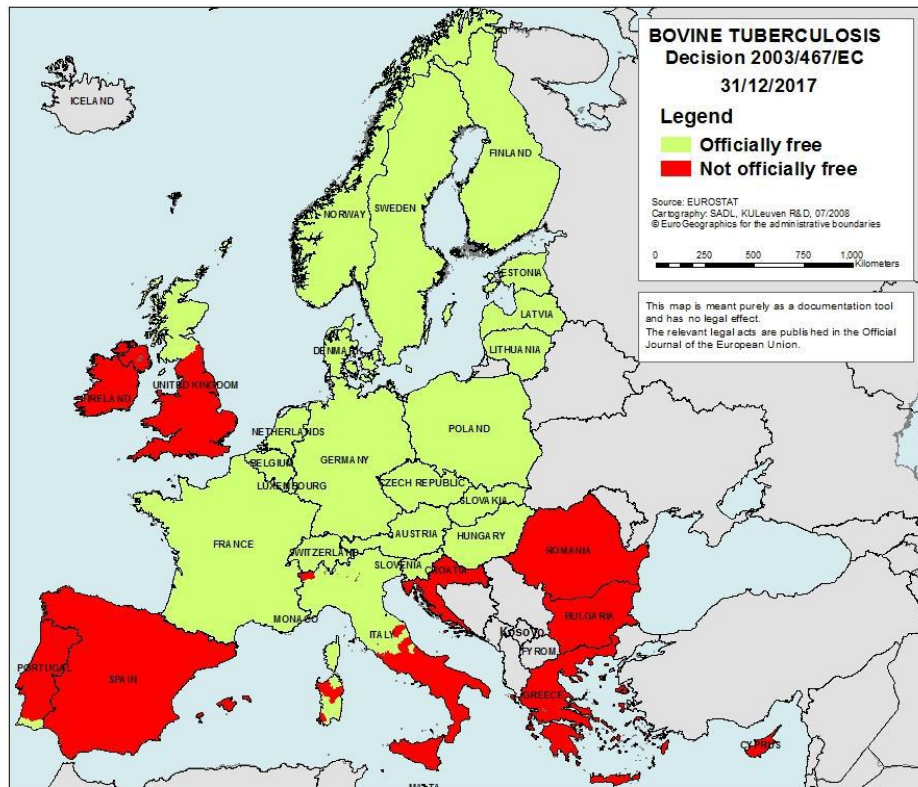 BOVINE TUBERCULOSIS
Decision 2003/467/EC
31/12/2017
Legend
Officially free
Not officially free
Source: EUROSTAT
Cartography: SADL, KULeuven R&D, 07/2008
© EuroGeographics for the administrative boundaries
0 250 500 750 1,000
Kilometers
This map is meant purely as a documentation tool
and has no legal effect.
The relevant legal acts are published in the Official
Journal of the European Union.
ICELAND
FINLAND
NORWAY
SWEDEN
ESTONIA
LATVIA
DENMARK
LITHUANIA
UNITED KINGDOM
IRELAND
NETHERLANDS
POLAND
BELGIUM
GERMANY
LUXEMBOURG
CZECH REPUBLIC
SLOVAKIA
AUSTRIA
HUNGARY
FRANCE
SWITZERLAND
ROMANIA
SLOVENIA
CROATIA
MONACO
BULGARIA
ITALY
Kosovo
FYROM
PORTUGAL
SPAIN
GREECE
CYPRUS